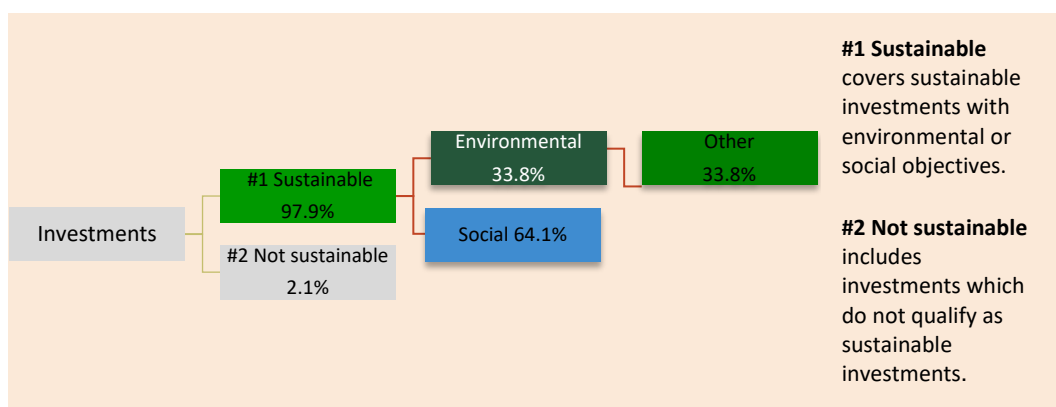 Investments
#1 Sustainable
97.9%
#2 Not sustainable
2.1%
Environmental
33.8%
Social 64.1%
Other
33.8%
#1 Sustainable
covers sustainable
investments with
environmental or
social objectives.
#2 Not sustainable
includes
investments which
do not qualify as
sustainable
investments.